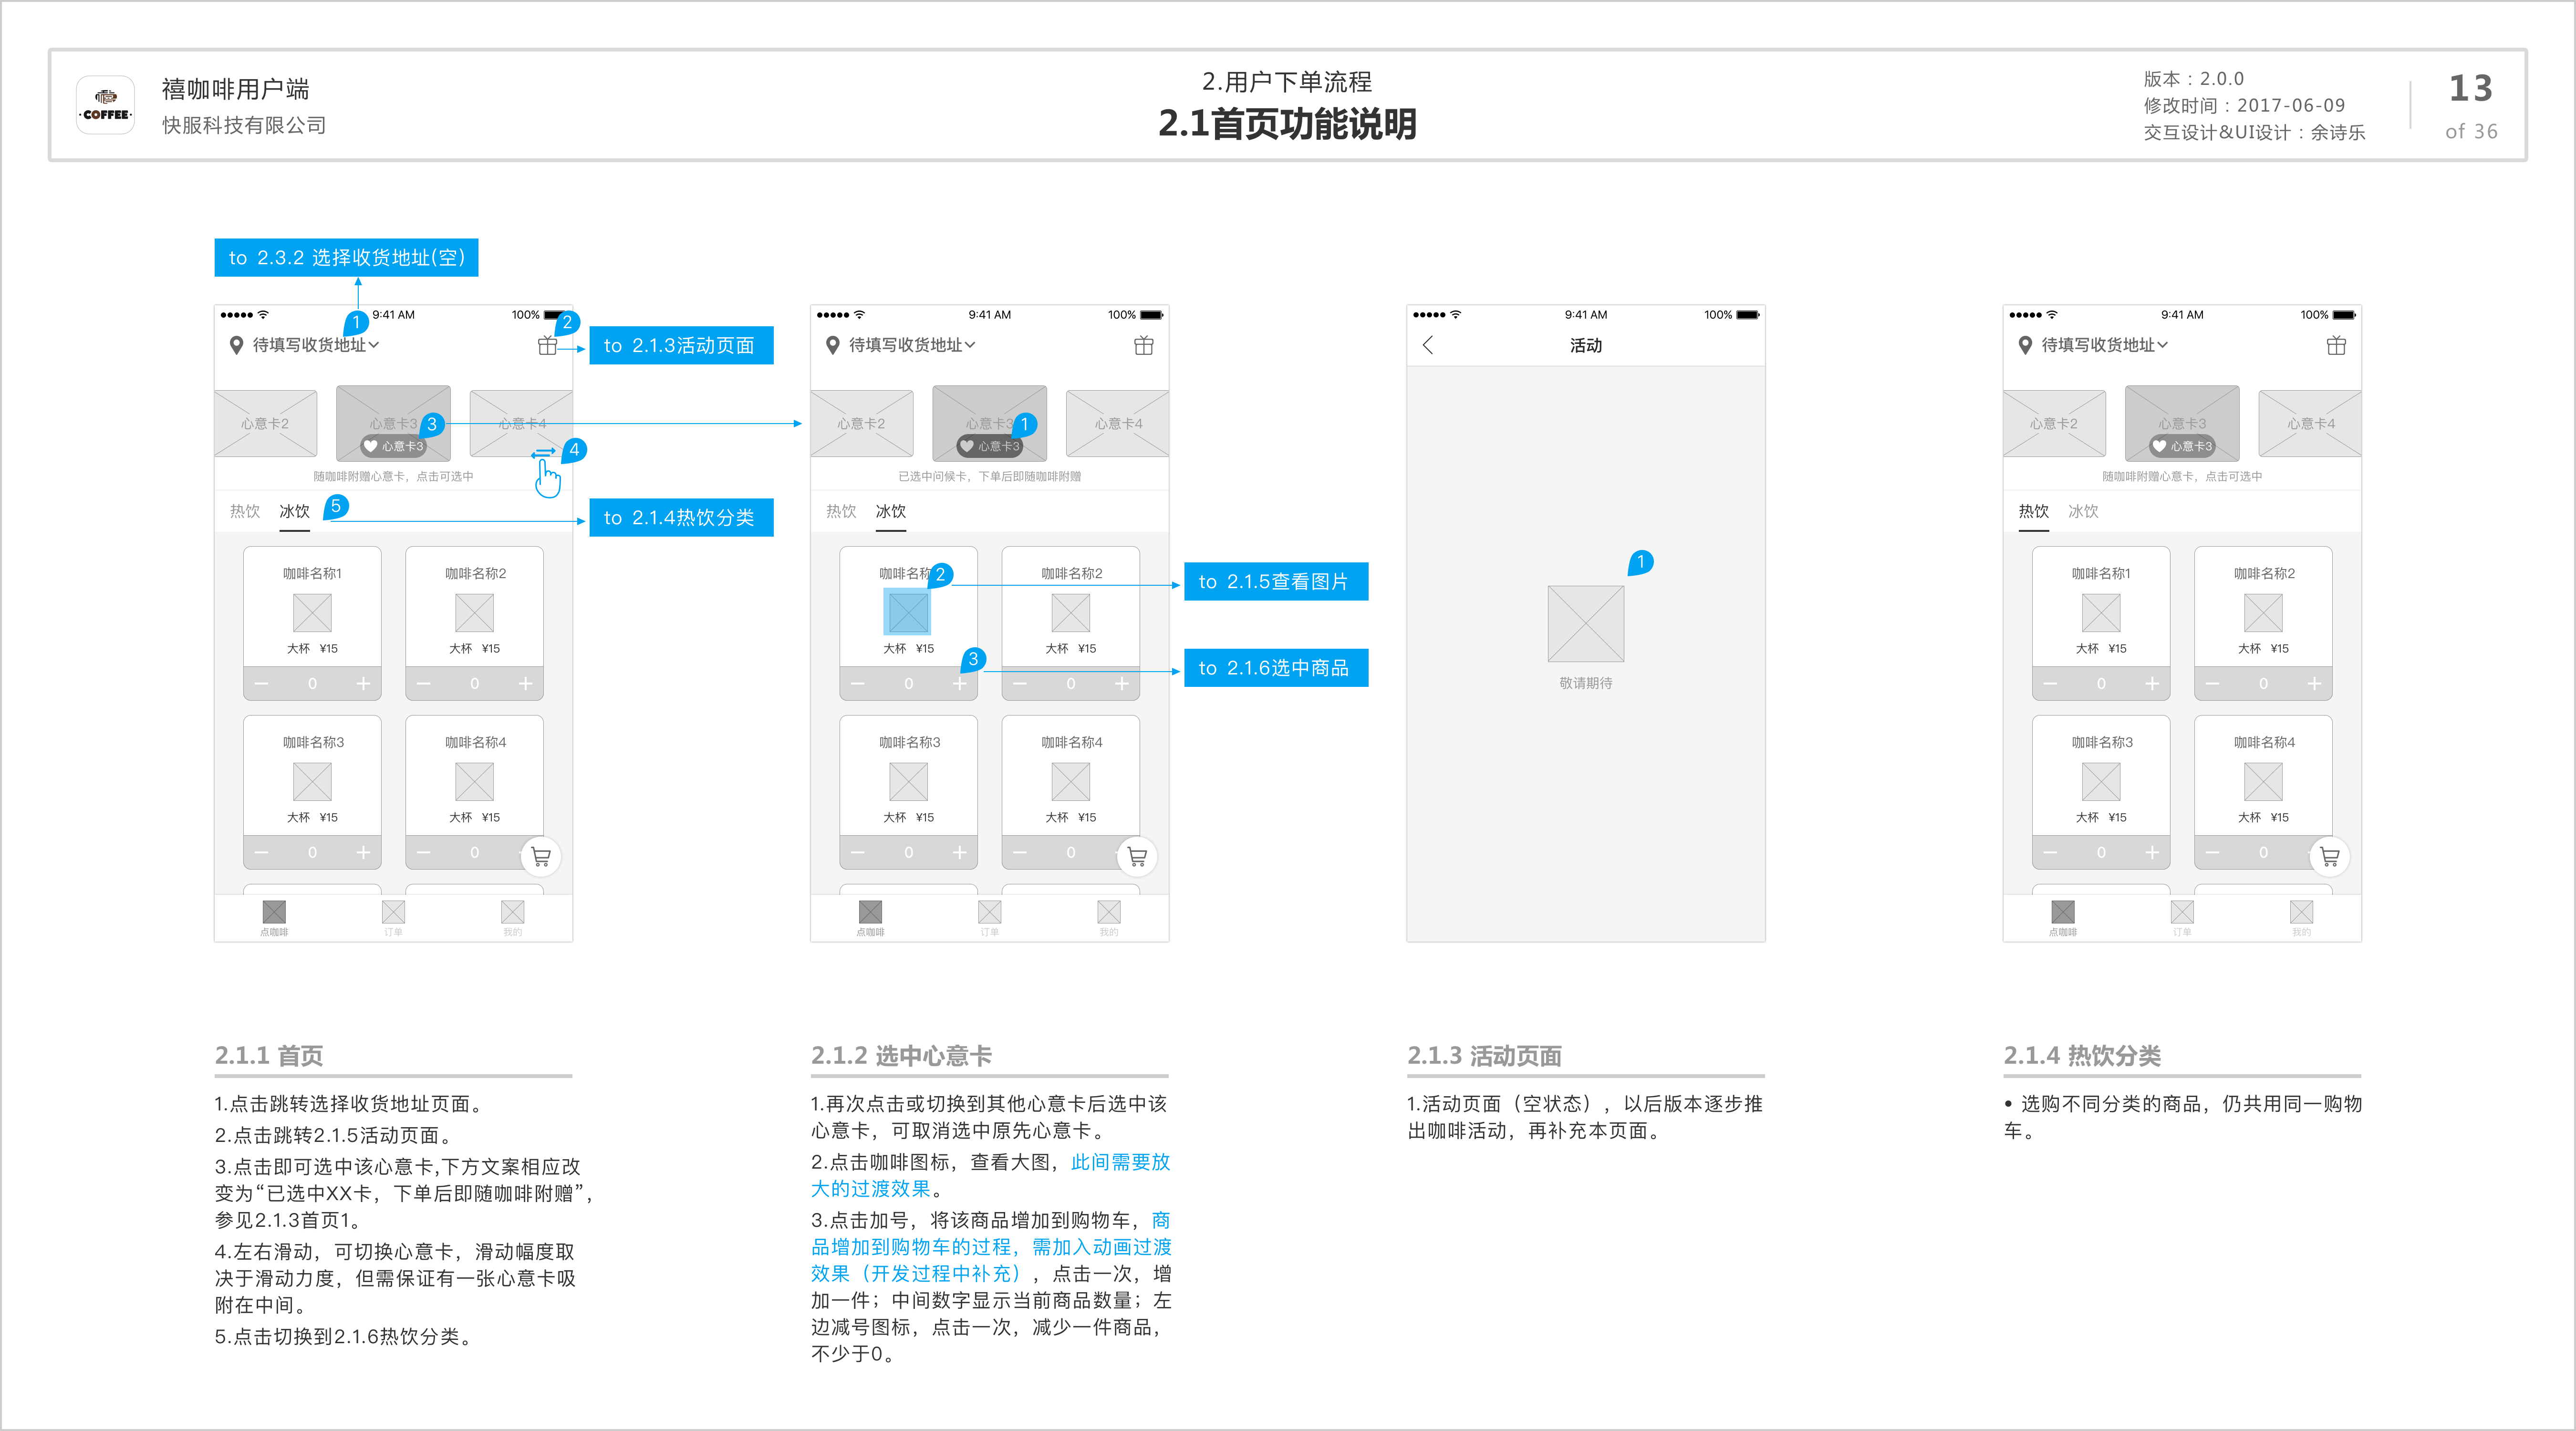 COFFEE
禧咖啡用户端
快服科技有限公司
2.用户下单流程
2.1首页功能说明
版本：2.0.0
修改时间：2017-06-09
交互设计&UI设计：余诗乐
13
of 36
to 2.3.2 选择收货地址(空)
1
9:41 AM
100%
2
待填写收货地址
to 2.1.3活动页面
心意卡2
心意卡3
3
心意卡4
心意卡3
4
随咖啡附赠心意卡，点击可选中
热饮 冰饮
5
to 2.1.4热饮分类
咖啡名称1
咖啡名称2
大杯 ¥15
大杯 ¥15
0
0
咖啡名称3
咖啡名称4
大杯 ¥15
大杯 ¥15
0
0
点咖啡
订单
我的
9:41 AM
100%
待填写收货地址
心意卡2
心意卡3
1
心意卡4
心意卡3
已选中问候卡，下单后即随咖啡附赠
热饮 冰饮
咖啡名称
2
咖啡名称2
to 2.1.5查看图片
大杯 ¥15
大杯 ¥15
3
to 2.1.6选中商品
0
0
咖啡名称3
咖啡名称4
大杯 ¥15
大杯 ¥15
0
0
点咖啡
订单
我的
9:41 AM
100%
活动
1
敬请期待
9:41 AM
100%
待填写收货地址
心意卡2
心意卡3
心意卡4
心意卡3
随咖啡附赠心意卡，点击可选中
热饮 冰饮
咖啡名称1
咖啡名称2
大杯 ¥15
大杯 ¥15
0
0
咖啡名称3
咖啡名称4
大杯 ¥15
大杯 ¥15
0
0
点咖啡
订单
我的
2.1.1 首页
1.点击跳转选择收货地址页面。
2.点击跳转2.1.5活动页面。
3.点击即可选中该心意卡,下方文案相应改
变为“已选中XX卡，下单后即随咖啡附赠”，
参见2.1.3首页1。
4.左右滑动，可切换心意卡，滑动幅度取
决于滑动力度，但需保证有一张心意卡吸
附在中间。
5.点击切换到2.1.6热饮分类。
2.1.2 选中心意卡
1.再次点击或切换到其他心意卡后选中该
心意卡，可取消选中原先心意卡。
2.点击咖啡图标，查看大图，此间需要放
大的过渡效果。
3.点击加号，将该商品增加到购物车，商
品增加到购物车的过程，需加入动画过渡
效果（开发过程中补充），点击一次，增
加一件；中间数字显示当前商品数量；左
边减号图标，点击一次，减少一件商品，
不少于0。
2.1.3 活动页面
1.活动页面（空状态），以后版本逐步推
出咖啡活动，再补充本页面。
2.1.4 热饮分类
• 选购不同分类的商品，仍共用同一购物
车。